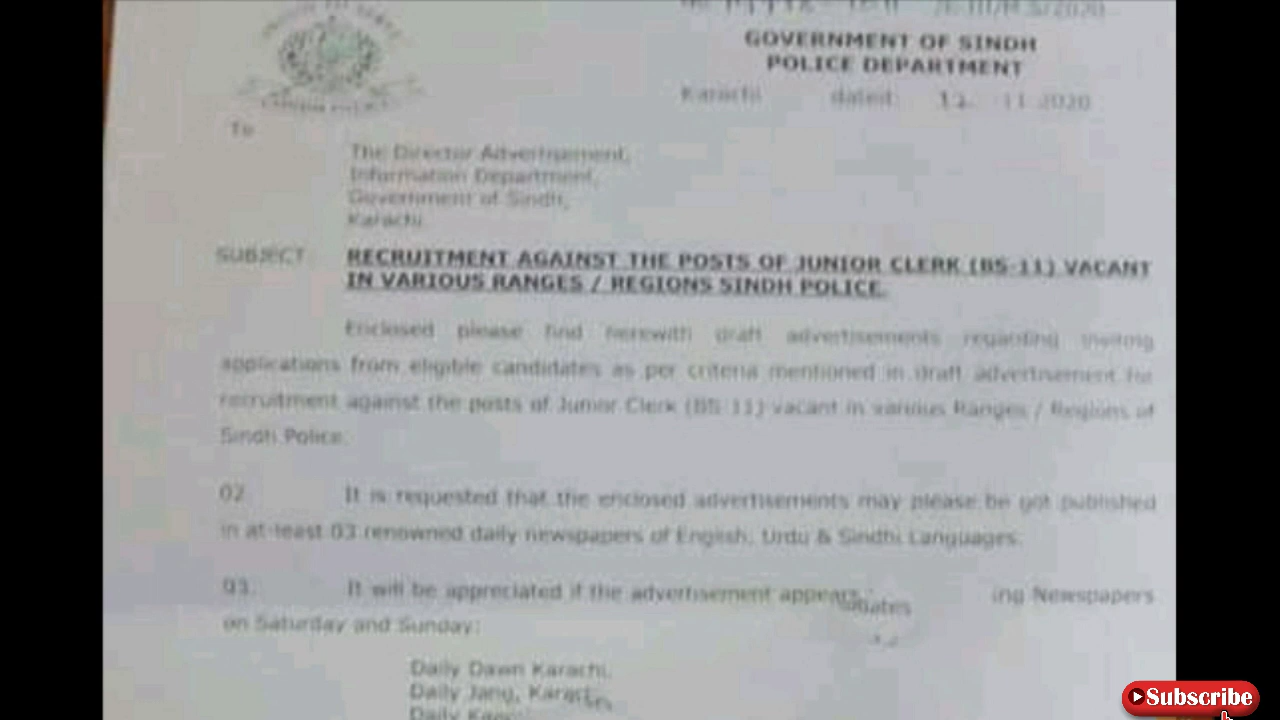 GOVERNMENT OF SINDH
POLICE DEPARTMENT
Karachi dated: 11.2020
To
The Director Advertisement,
Information Department,
Government of Sindh,
Karachi
SUBJECT: RECRUITMENT AGAINST THE POSTS OF JUNIOR CLERK (BS-11) VACANT
IN VARIOUS RANGES / REGIONS SINDH POLICE.
Enclosed please find herewith draft advertisements regarding inviting
applications from eligible candidates as per criteria mentioned in draft advertisement for
recruitment against the posts of Junior Clerk (BS-11) vacant in various Ranges / Regions of
Sindh Police.
02. It is requested that the enclosed advertisements may please be got published
in at-least 03 renowned daily newspapers of English, Urdu & Sindhi Languages.
03. It will be appreciated if the advertisement appears ing Newspapers
on Saturday and Sunday:
Daily Dawn Karachi.
Daily Jang, Karachi
Daily
Subscribe